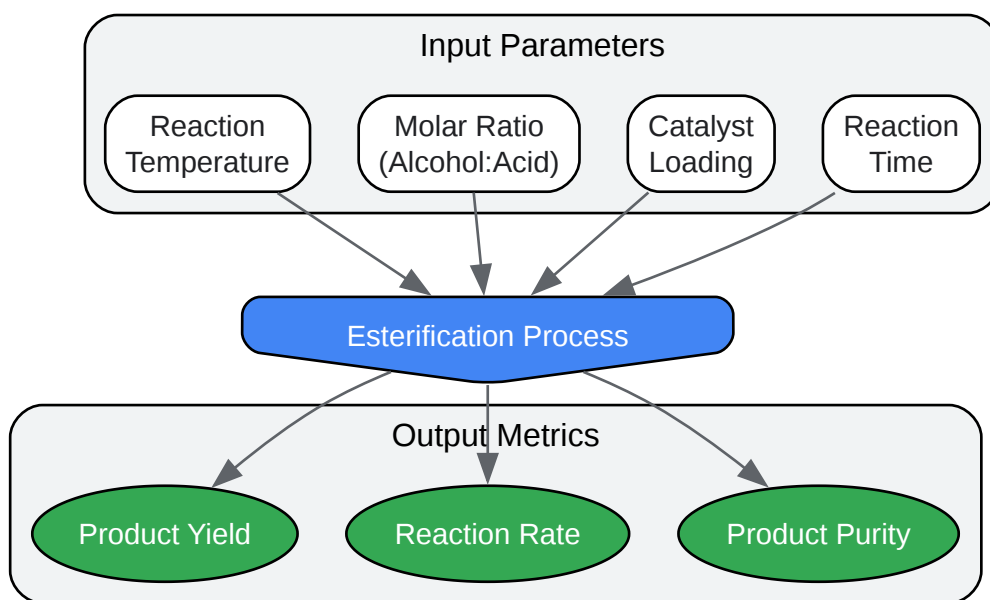 Input Parameters
Reaction
Temperature
Molar Ratio
(Alcohol:Acid)
Catalyst
Loading
Reaction
Time
Esterification Process
Output Metrics
Product Yield
Reaction Rate
Product Purity